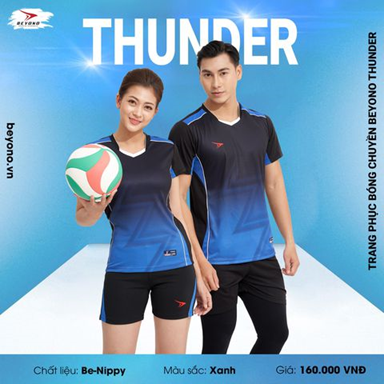 BEYONO
THUNDER
beyono.vn
TRANG PHỤC BÓNG CHUYỀN BEYONO THUNDER
Chất liệu: Be-Nippy
Màu sắc: Xanh
Giá: 160.000 VNĐ